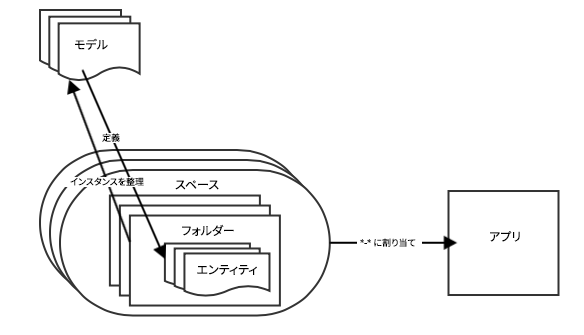 モデル
定義
インスタンスを整理
スペース
フォルダー
エンティティ
*-* に割り当て
アプリ